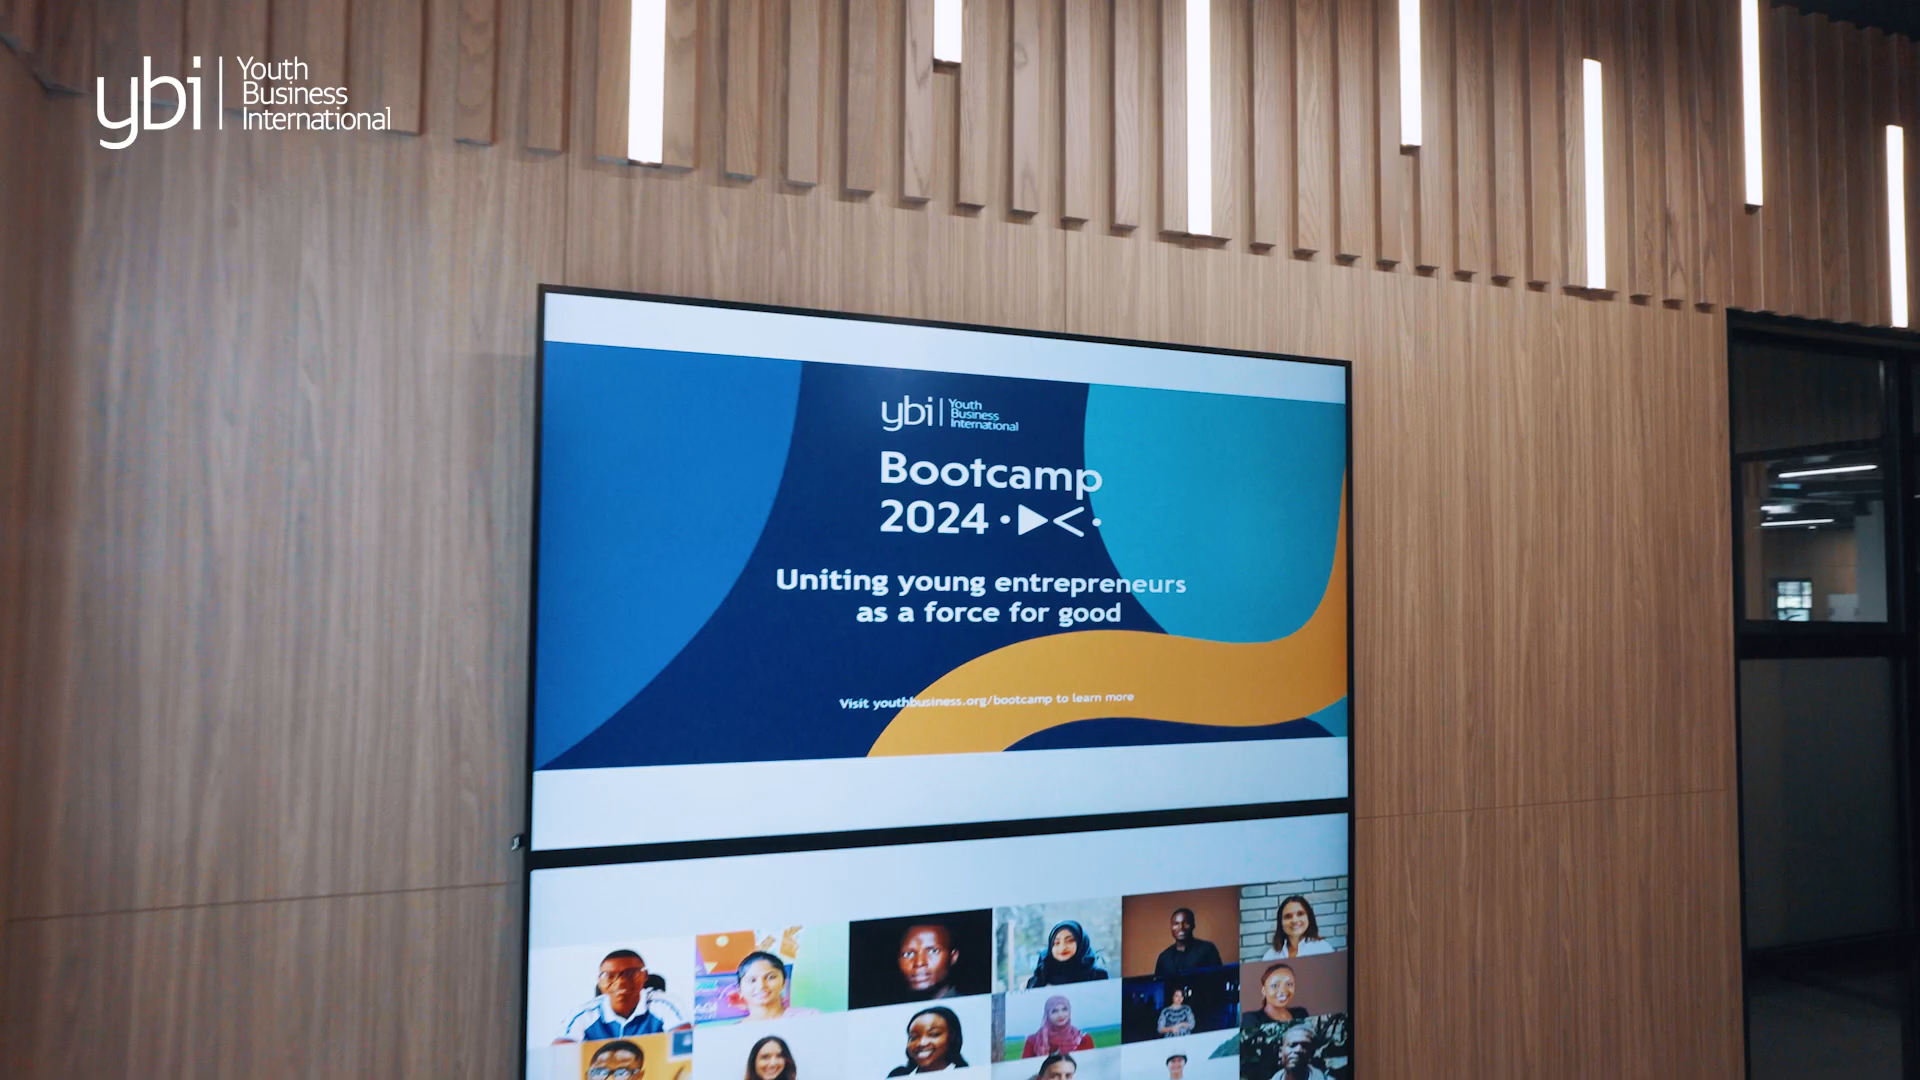 ybi
Youth
Business
International
ybi
Youth
Business
International
Bootcamp
2024
Uniting young entrepreneurs
as a force for good
Visit youthbusiness.org/bootcamp to learn more